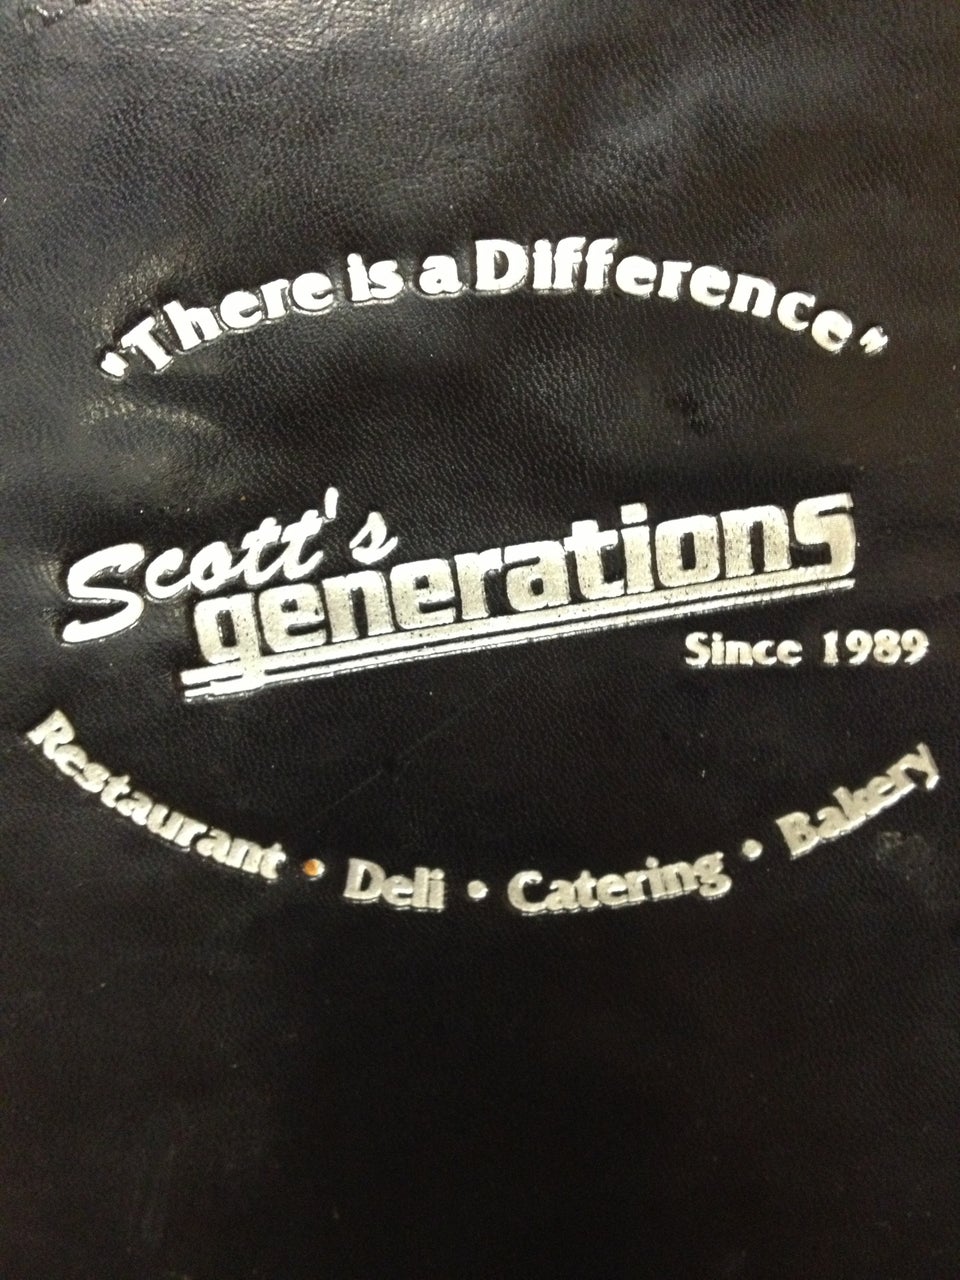 "There is a Difference"
Scott's
generations
Since 1989
Restaurant • Deli • Catering • Bakery